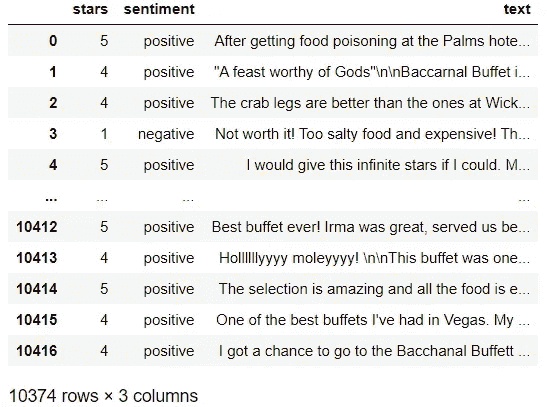 stars sentiment text
0 5 positive After getting food poisoning at the Palms hote...
1 4 positive "A feast worthy of Gods"\n\nBaccarnal Buffet i...
2 4 positive The crab legs are better than the ones at Wick...
3 1 negative Not worth it! Too salty food and expensive! Th...
4 5 positive I would give this infinite stars if I could. M...
... ... ... ...
10412 5 positive Best buffet ever! Irma was great, served us be...
10413 4 positive Hollllllyyyy moleyyyy! \n\nThis buffet was one...
10414 5 positive The selection is amazing and all the food is e...
10415 4 positive One of the best buffets I've had in Vegas. My ...
10416 4 positive I got a chance to go to the Bacchanal Buffett ...
10374 rows × 3 columns